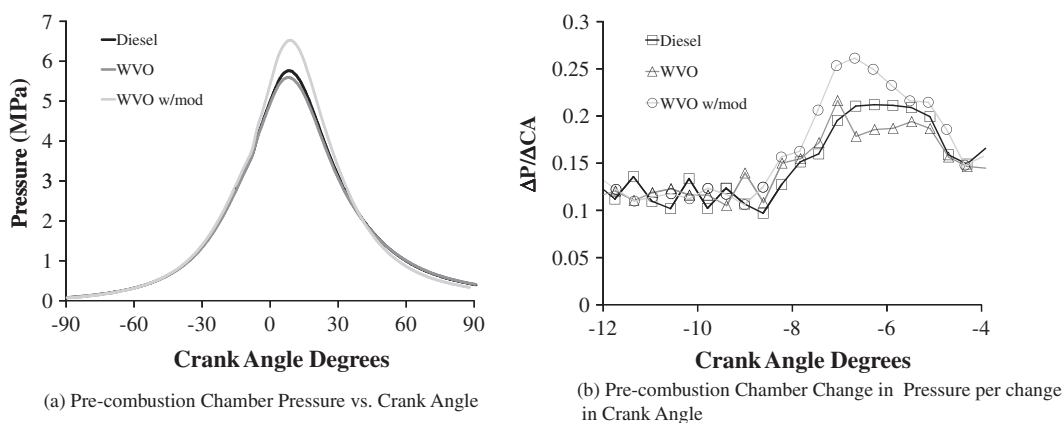 7
6
5
4
3
2
1
0
Pressure (MPa)
Diesel
WVO
WVO w/mod
-90
-60
-30
0
30
60
90
Crank Angle Degrees
(a) Pre-combustion Chamber Pressure vs. Crank Angle
0.3
0.25
0.2
0.15
0.1
0.05
0
ΔP/ΔCA
Diesel
WVO
WVO w/mod
-12
-10
-8
-6
-4
Crank Angle Degrees
(b) Pre-combustion Chamber Change in Pressure per change
in Crank Angle